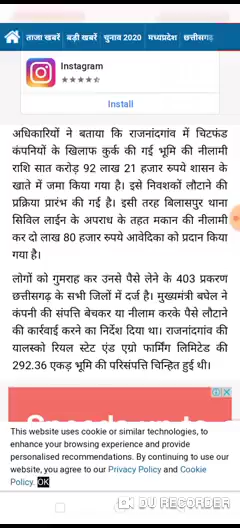 ताजा खबरें बड़ी खबरें चुनाव 2020 मध्यप्रदेश छत्तीसगढ़
Instagram
Install
अधिकारियों ने बताया कि राजनांदगांव में चिटफंड
कंपनियों के खिलाफ कुर्क की गई भूमि की नीलामी
राशि सात करोड़ 92 लाख 21 हजार रुपये शासन के
खाते में जमा किया गया है। इसे निवशकों लौटाने की
प्रक्रिया प्रारंभ की गई है। इसी तरह बिलासपुर थाना
सिविल लाईन के अपराध के तहत मकान की नीलामी
कर दो लाख 80 हजार रुपये आवेदिका को प्रदान किया
गया है।
लोगों को गुमराह कर उनसे पैसे लेने के 403 प्रकरण
छत्तीसगढ़ के सभी जिलों में दर्ज है। मुख्यमंत्री बघेल ने
कंपनी की संपत्ति बेचकर या नीलाम करके पैसे लौटाने
की कार्रवाई करने का निर्देश दिया था। राजनांदगांव की
यालस्को रियल स्टेट एंड एग्रो फार्मिंग लिमिटेड की
292.36 एकड़ भूमि की परिसंपत्ति चिन्हित हुई थी।
This website uses cookie or similar technologies, to
enhance your browsing experience and provide
personalised recommendations. By continuing to use our
website, you agree to our Privacy Policy and Cookie
Policy. OK
DU RECORDER